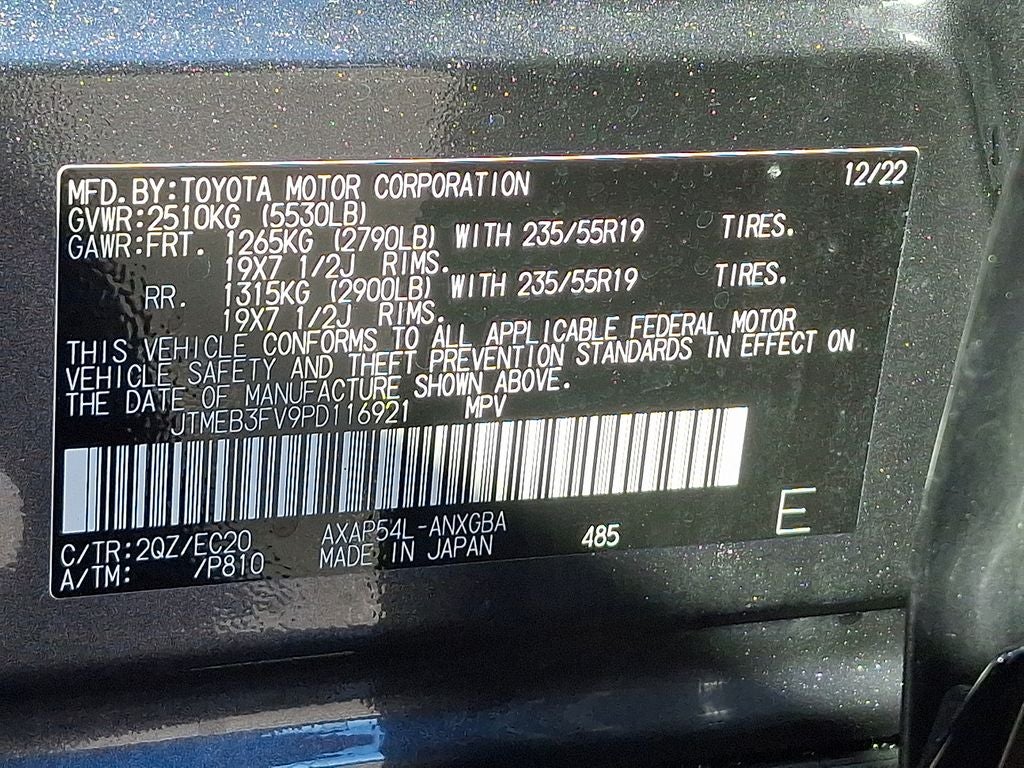 MFD.BY:TOYOTA MOTOR CORPORATION 12/22
GVWR:2510KG (5530LB)
GAWR:FRT. 1265KG (2790LB) WITH 235/55R19 TIRES.
19X7 1/2J RIMS.
RR. 1315KG (2900LB) WITH 235/55R19 TIRES.
19X7 1/2J RIMS.
THIS VEHICLE CONFORMS TO ALL APPLICABLE FEDERAL MOTOR
VEHICLE SAFETY AND THEFT PREVENTION STANDARDS IN EFFECT ON
THE DATE OF MANUFACTURE SHOWN ABOVE.
JTMEB3FV9PD116921 MPV
C/TR:2QZ/EC20 AXAP54L-ANXGBA 485 E
A/TM: /P810 MADE IN JAPAN